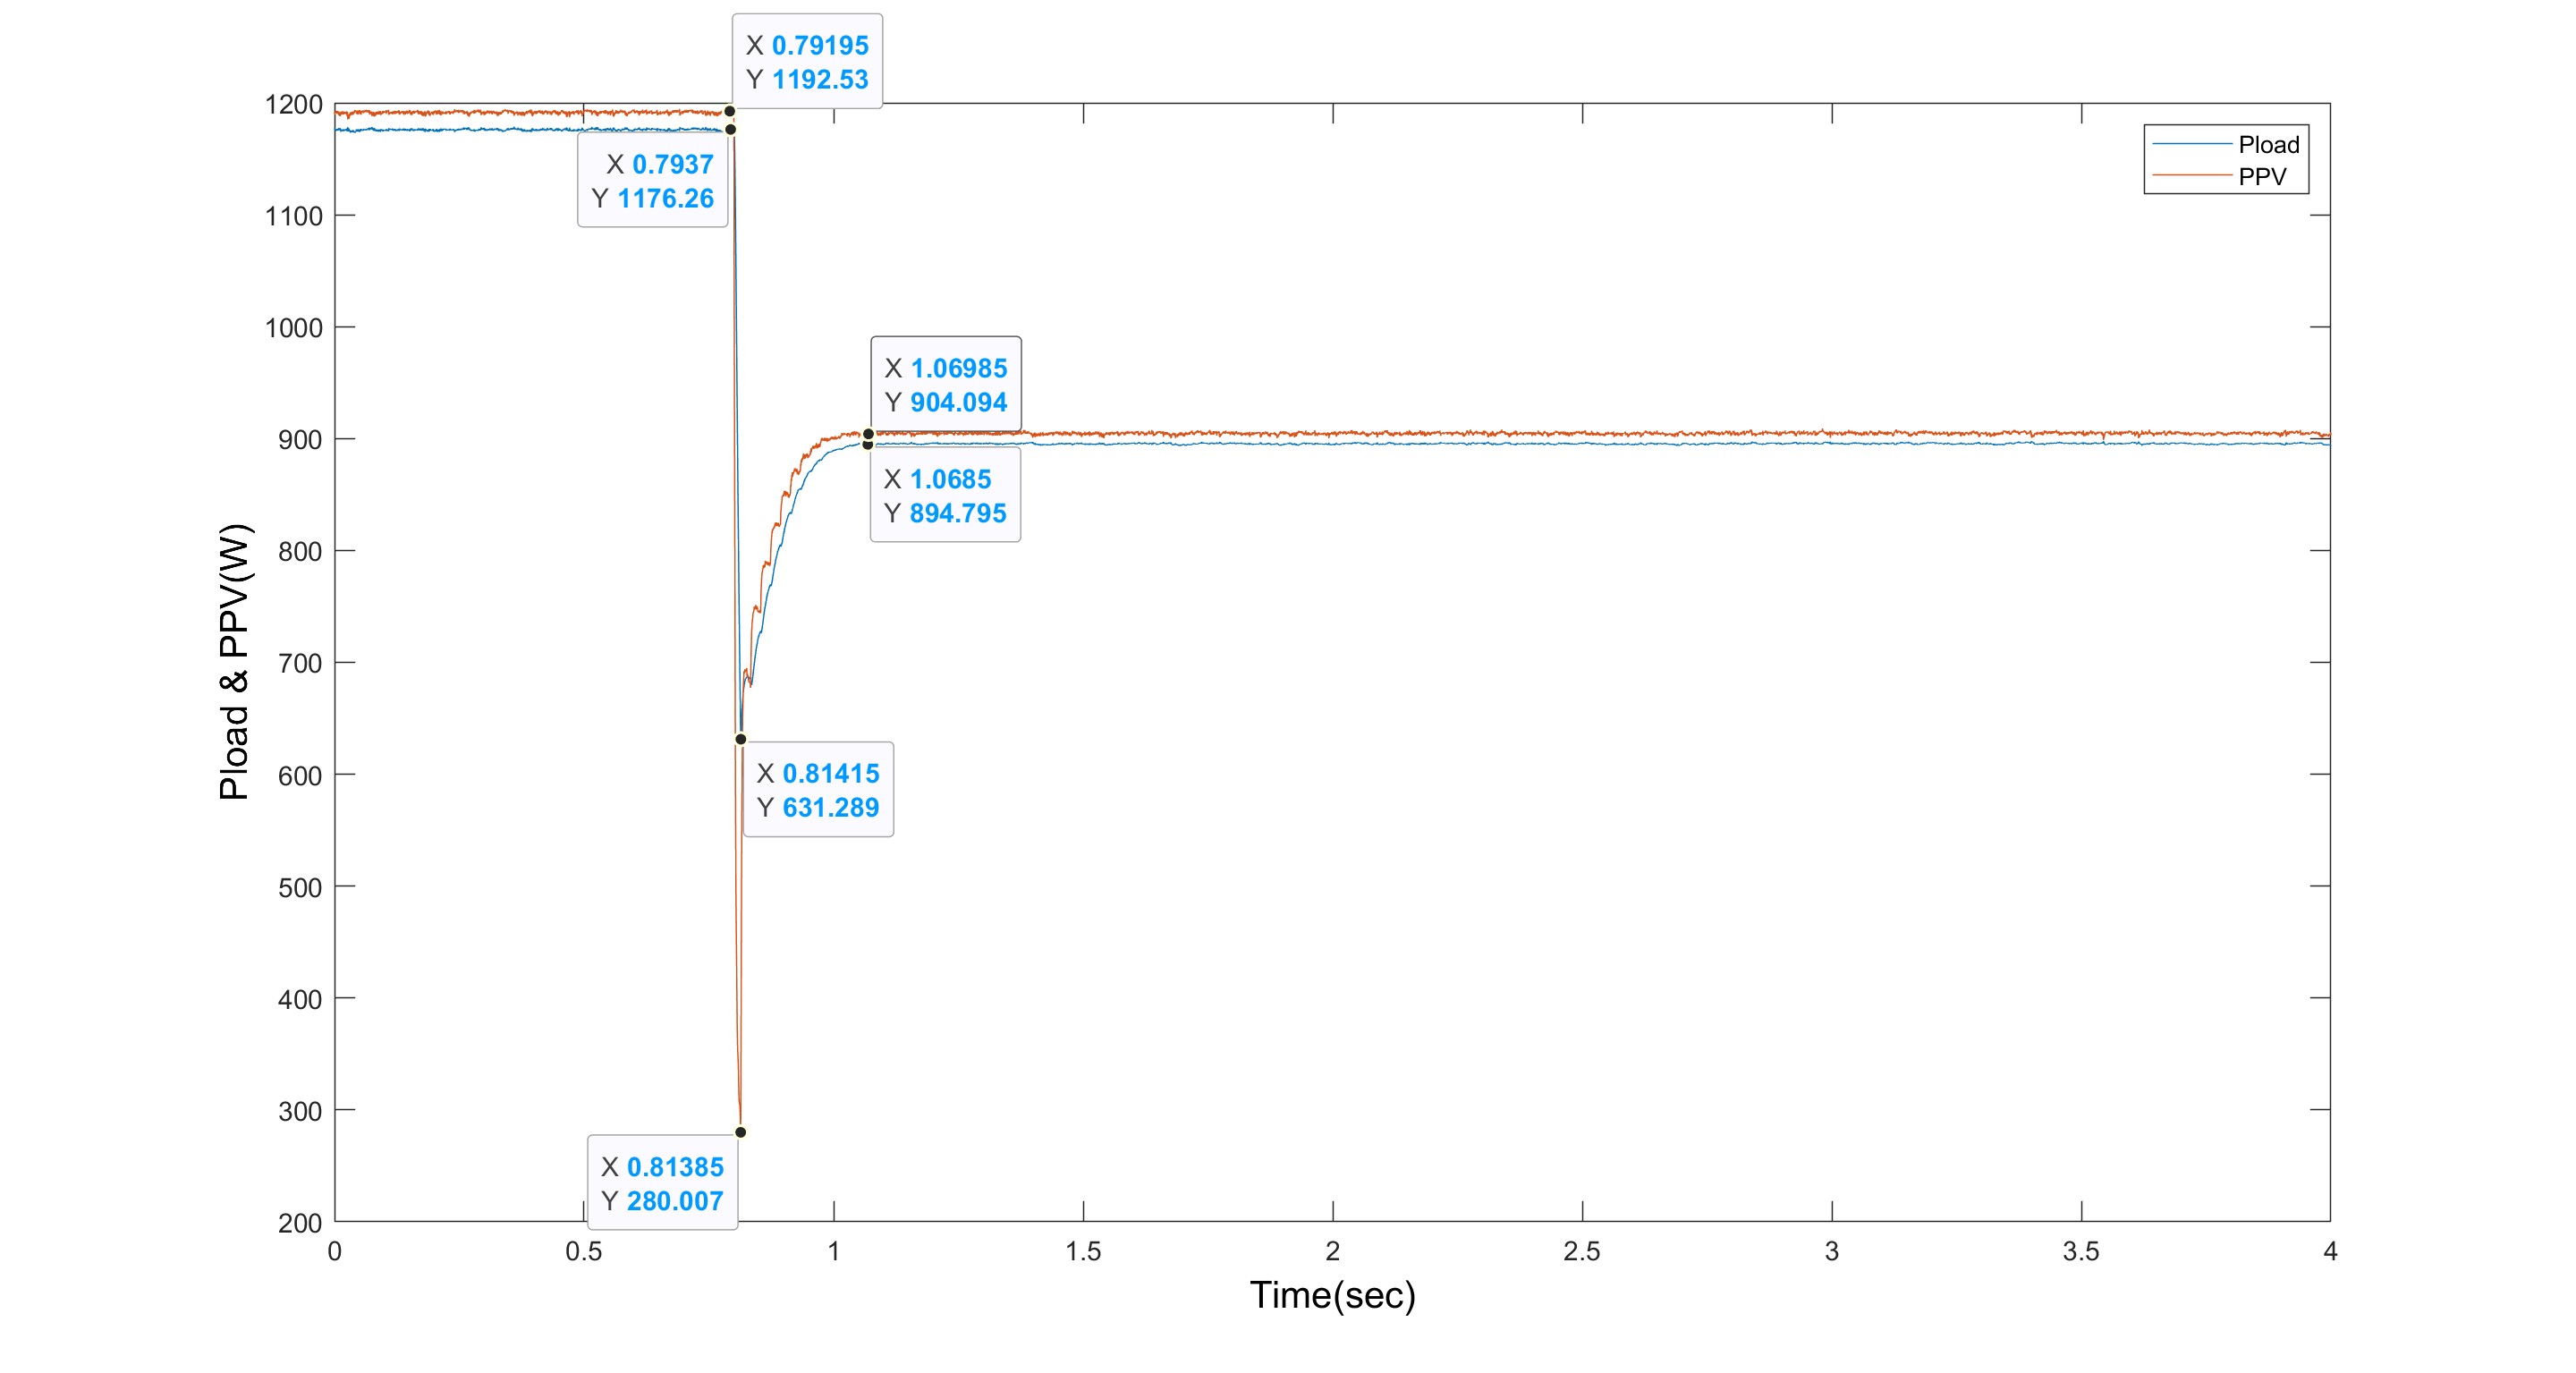 X 0.79195
Y 1192.53
1200
Pload
PPV
X 0.7937
Y 1176.26
1100
1000
X 1.06985
Y 904.094
900
X 1.0685
Y 894.795
800
Pload & PPV(W)
700
X 0.81415
Y 631.289
600
500
400
300
X 0.81385
Y 280.007
200
0 0.5 1 1.5 2 2.5 3 3.5 4
Time(sec)